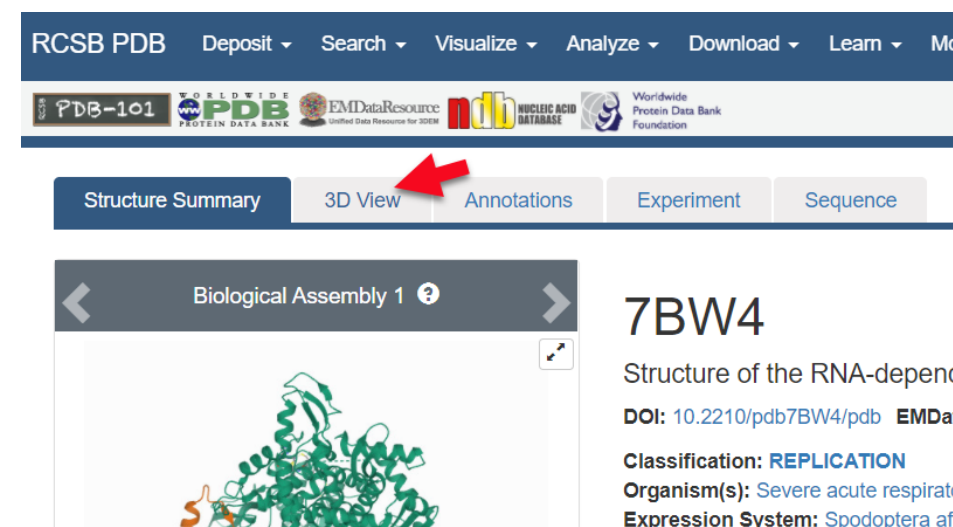 RCSB PDB Deposit Search Visualize Analyze Download Learn Mo
PDB-101 WORLDWIDE PDB PROTEIN DATA BANK EMDataResource Unified Data Resource for 3DEM ndb NUCLEIC ACID DATABASE Worldwide Protein Data Bank Foundation
Structure Summary 3D View Annotations Experiment Sequence
Biological Assembly 1 ?
7BW4
Structure of the RNA-depend
DOI: 10.2210/pdb7BW4/pdb EMDa
Classification: REPLICATION
Organism(s): Severe acute respirat
Expression System: Spodoptera